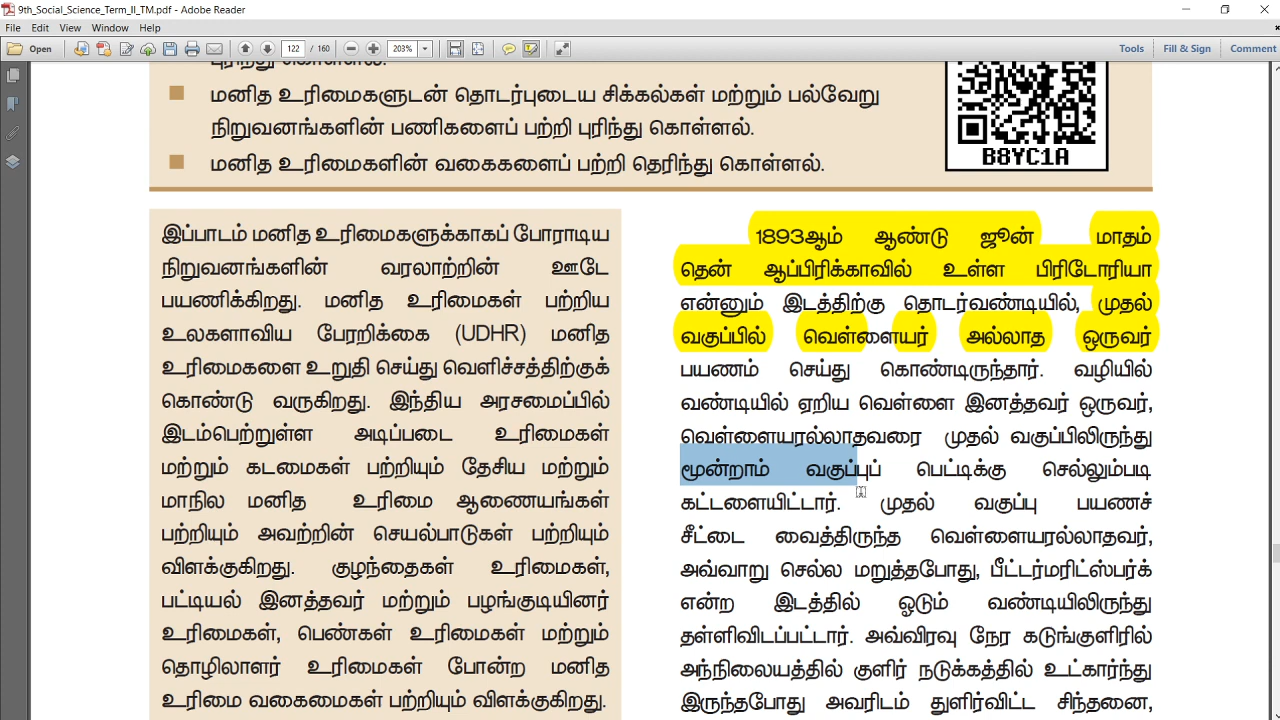 9th_Social_Science_Term_II_TM.pdf - Adobe Reader
File Edit View Window Help
Open 122 / 160 203% Tools Fill & Sign Comment
புரிந்து கொள்ளல்.
மனித உரிமைகளுடன் தொடர்புடைய சிக்கல்கள் மற்றும் பல்வேறு
நிறுவனங்களின் பணிகளைப் பற்றி புரிந்து கொள்ளல்.
மனித உரிமைகளின் வகைகளைப் பற்றி தெரிந்து கொள்ளல்.
B8YC1A
இப்பாடம் மனித உரிமைகளுக்காகப் போராடிய
நிறுவனங்களின் வரலாற்றின் ஊடே
பயணிக்கிறது. மனித உரிமைகள் பற்றிய
உலகளாவிய பேரறிக்கை (UDHR) மனித
உரிமைகளை உறுதி செய்து வெளிச்சத்திற்குக்
கொண்டு வருகிறது. இந்திய அரசமைப்பில்
இடம்பெற்றுள்ள அடிப்படை உரிமைகள்
மற்றும் கடமைகள் பற்றியும் தேசிய மற்றும்
மாநில மனித உரிமை ஆணையங்கள்
பற்றியும் அவற்றின் செயல்பாடுகள் பற்றியும்
விளக்குகிறது. குழந்தைகள் உரிமைகள்,
பட்டியல் இனத்தவர் மற்றும் பழங்குடியினர்
உரிமைகள், பெண்கள் உரிமைகள் மற்றும்
தொழிலாளர் உரிமைகள் போன்ற மனித
உரிமை வகைமைகள் பற்றியும் விளக்குகிறது.
1893ஆம் ஆண்டு ஜூன் மாதம்
தென் ஆப்பிரிக்காவில் உள்ள பிரிடோரியா
என்னும் இடத்திற்கு தொடர்வண்டியில், முதல்
வகுப்பில் வெள்ளையர் அல்லாத ஒருவர்
பயணம் செய்து கொண்டிருந்தார். வழியில்
வண்டியில் ஏறிய வெள்ளை இனத்தவர் ஒருவர்,
வெள்ளையரல்லாதவரை முதல் வகுப்பிலிருந்து
மூன்றாம் வகுப்புப் பெட்டிக்கு செல்லும்படி
கட்டளையிட்டார். முதல் வகுப்பு பயணச்
சீட்டை வைத்திருந்த வெள்ளையரல்லாதவர்,
அவ்வாறு செல்ல மறுத்தபோது, பீட்டர்மரிட்ஸ்பர்க்
என்ற இடத்தில் ஓடும் வண்டியிலிருந்து
தள்ளிவிடப்பட்டார். அவ்விரவு நேர கடுங்குளிரில்
அந்நிலையத்தில் குளிர் நடுக்கத்தில் உட்கார்ந்து
இருந்தபோது அவரிடம் துளிர்விட்ட சிந்தனை,